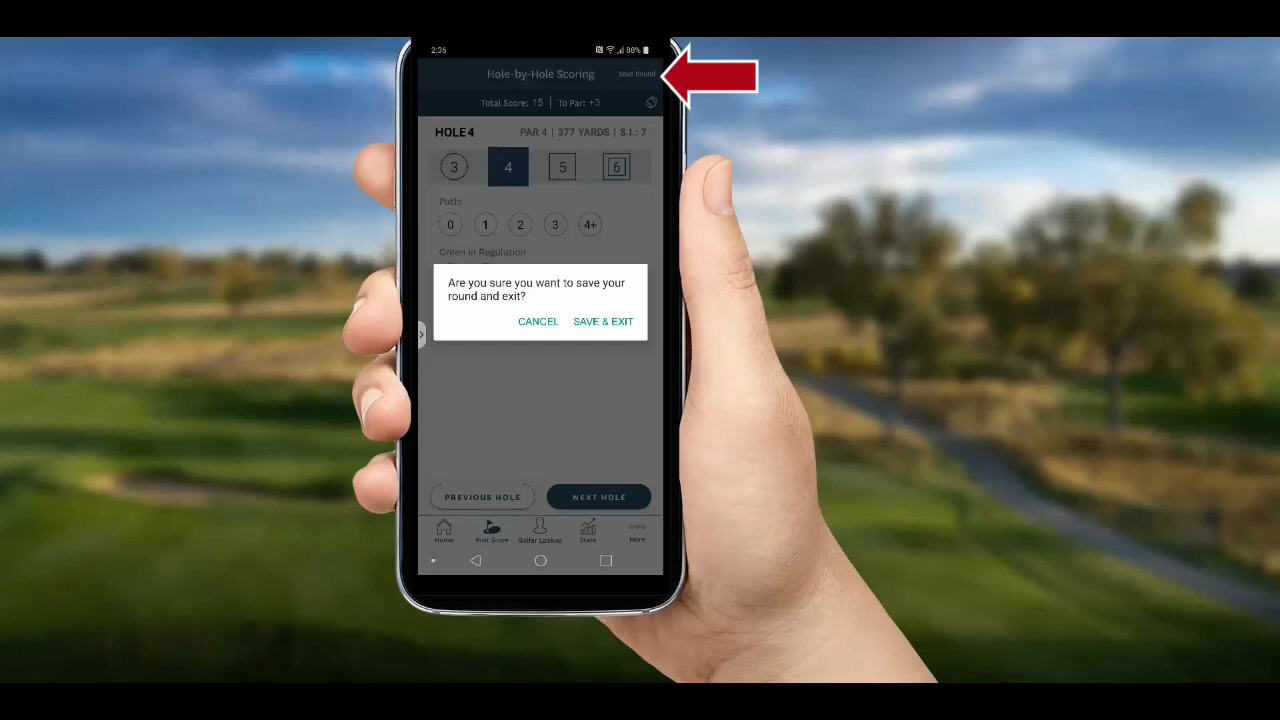 2:36
88%
Hole-by-Hole Scoring
Save Round
Total Score: 15 | To Par: +3
HOLE 4
PAR 4 | 377 YARDS | S.I.: 7
3 4 5 6
Putts
0 1 2 3 4+
Green in Regulation
Are you sure you want to save your
round and exit?
CANCEL SAVE & EXIT
PREVIOUS HOLE NEXT HOLE
Home Post Score Golfer Lookup Stats More